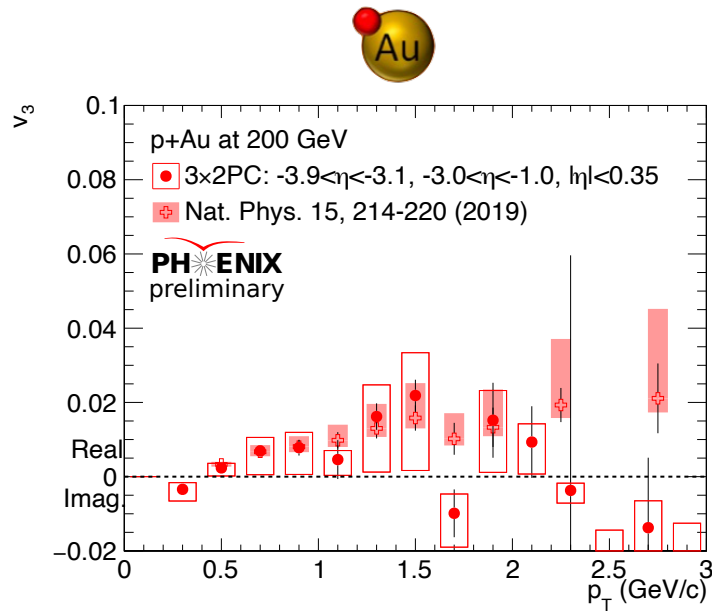 Au
v₃
0.1
0.08
0.06
0.04
0.02
0
−0.02
Real
Imag.
p+Au at 200 GeV
3×2PC: -3.9<η<-3.1, -3.0<η<-1.0, |η|<0.35
Nat. Phys. 15, 214-220 (2019)
PHENIX
preliminary
0 0.5 1 1.5 2 2.5 3
p_T (GeV/c)